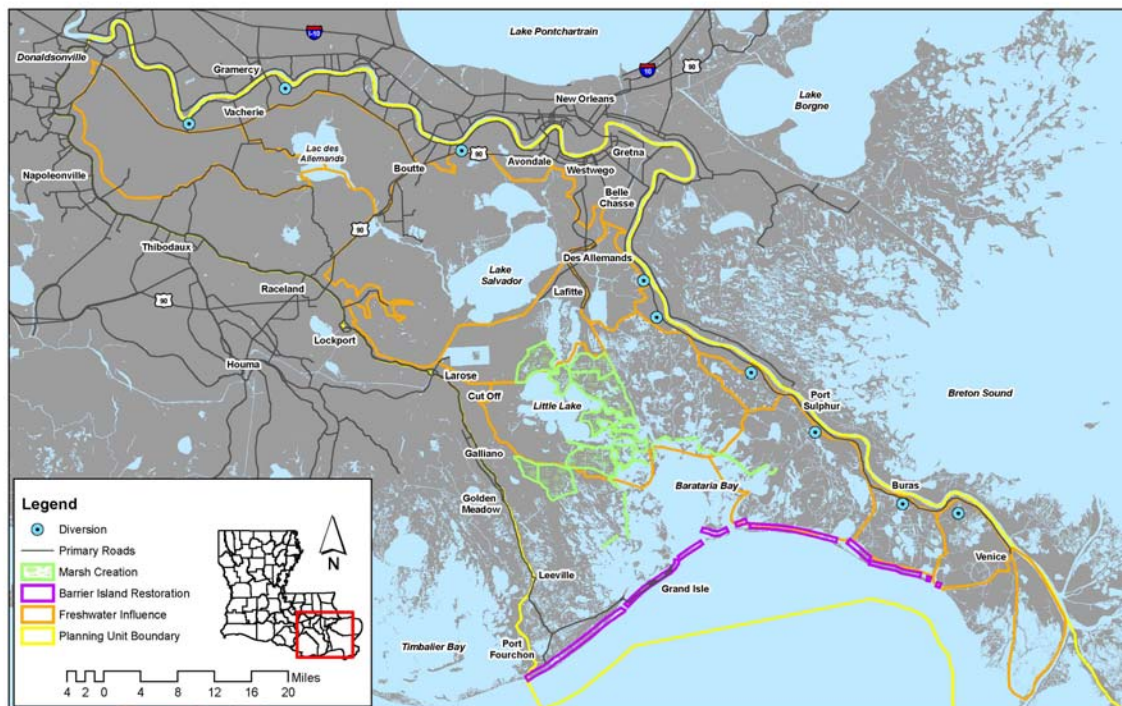 Lake Pontchartrain
I-10
90
Donaldsonville
Gramercy
10
Lake
Borgne
New Orleans
Vacherie
Lac des
Allemands
90
Avondale
Gretna
Boutte
Westwego
Napoleonville
Belle
Chasse
90
Thibodaux
Des Allemands
Raceland
Lake
Salvador
90
Lafitte
Lockport
Houma
Larose
Cut Off
Little Lake
Port
Sulphur
Breton Sound
Galliano
Barataria Bay
Buras
Golden
Meadow
Venice
Leeville
Grand Isle
Timbalier Bay
Port
Fourchon
Legend
Diversion
Primary Roads
Marsh Creation
Barrier Island Restoration
Freshwater Influence
Planning Unit Boundary
N
Miles
4 2 0 4 8 12 16 20